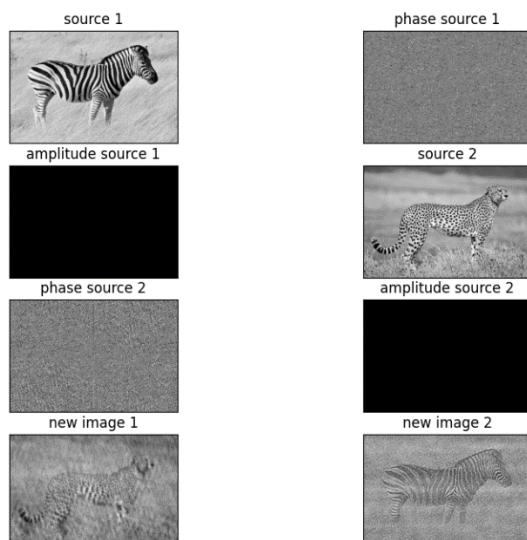 source 1
phase source 1
amplitude source 1
source 2
phase source 2
amplitude source 2
new image 1
new image 2